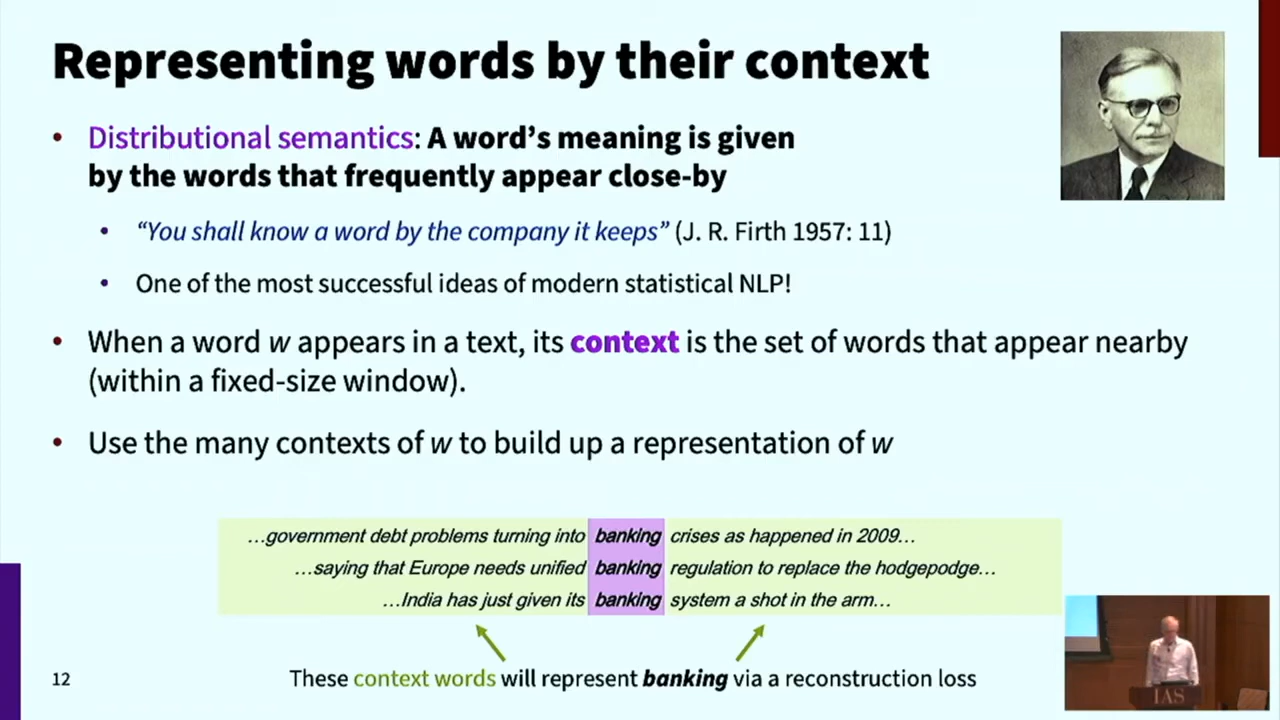 Representing words by their context
• Distributional semantics: A word’s meaning is given
by the words that frequently appear close-by
• “You shall know a word by the company it keeps” (J. R. Firth 1957: 11)
• One of the most successful ideas of modern statistical NLP!
• When a word w appears in a text, its context is the set of words that appear nearby
(within a fixed-size window).
• Use the many contexts of w to build up a representation of w
…government debt problems turning into banking crises as happened in 2009…
…saying that Europe needs unified banking regulation to replace the hodgepodge…
…India has just given its banking system a shot in the arm…
These context words will represent banking via a reconstruction loss
12
IAS